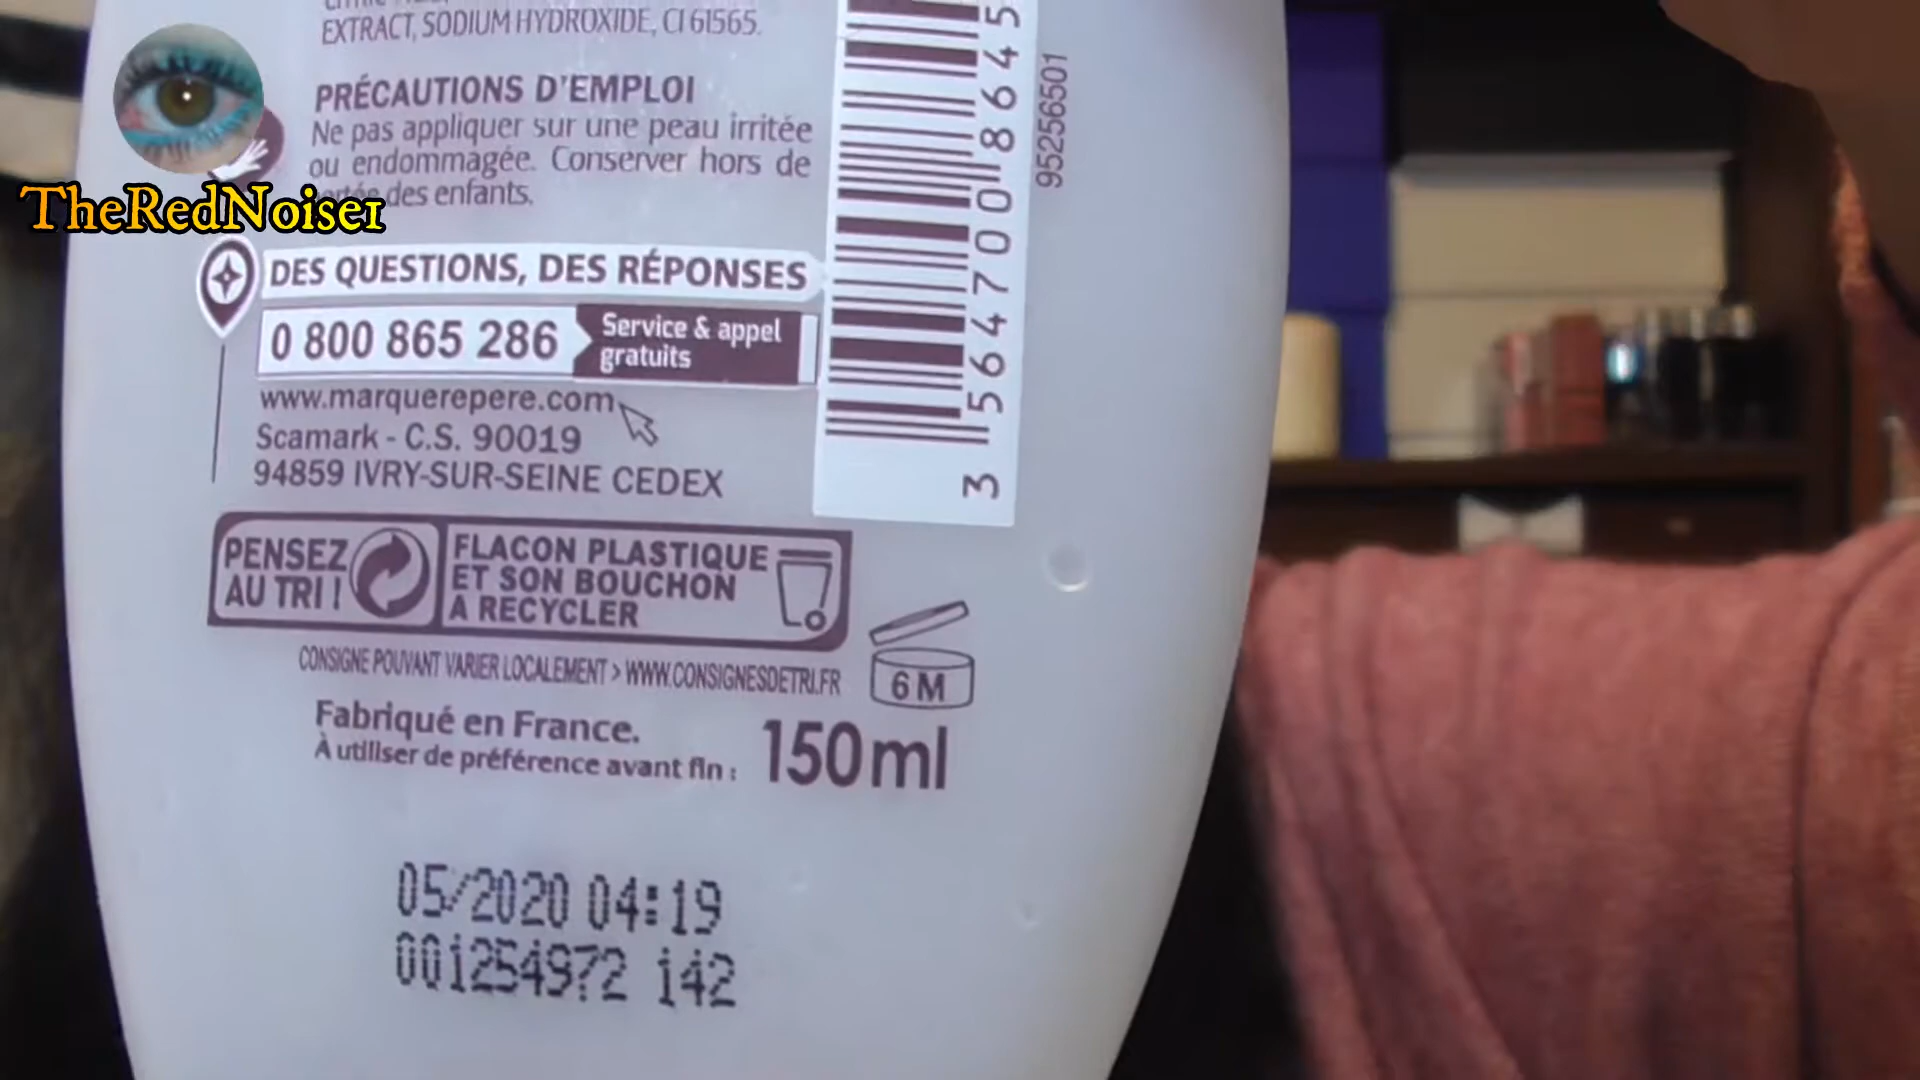 EXTRACT, SODIUM HYDROXIDE, CI 61565.
PRÉCAUTIONS D'EMPLOI
Ne pas appliquer sur une peau irritée
ou endommagée. Conserver hors de
des enfants.
TheRedNoise1
DES QUESTIONS, DES RÉPONSES
0 800 865 286
Service & appel
gratuits
www.marquerepere.com
Scamark - C.S. 90019
94859 IVRY-SUR-SEINE CEDEX
PENSEZ
AU TRI !
FLACON PLASTIQUE
ET SON BOUCHON
A RECYCLER
CONSIGNE POUVANT VARIER LOCALEMENT > WWW.CONSIGNESDETRI.FR
6 M
Fabriqué en France.
À utiliser de préférence avant fin :
150 ml
05/2020 04:19
001254972 142
3 564700 8645
95256501